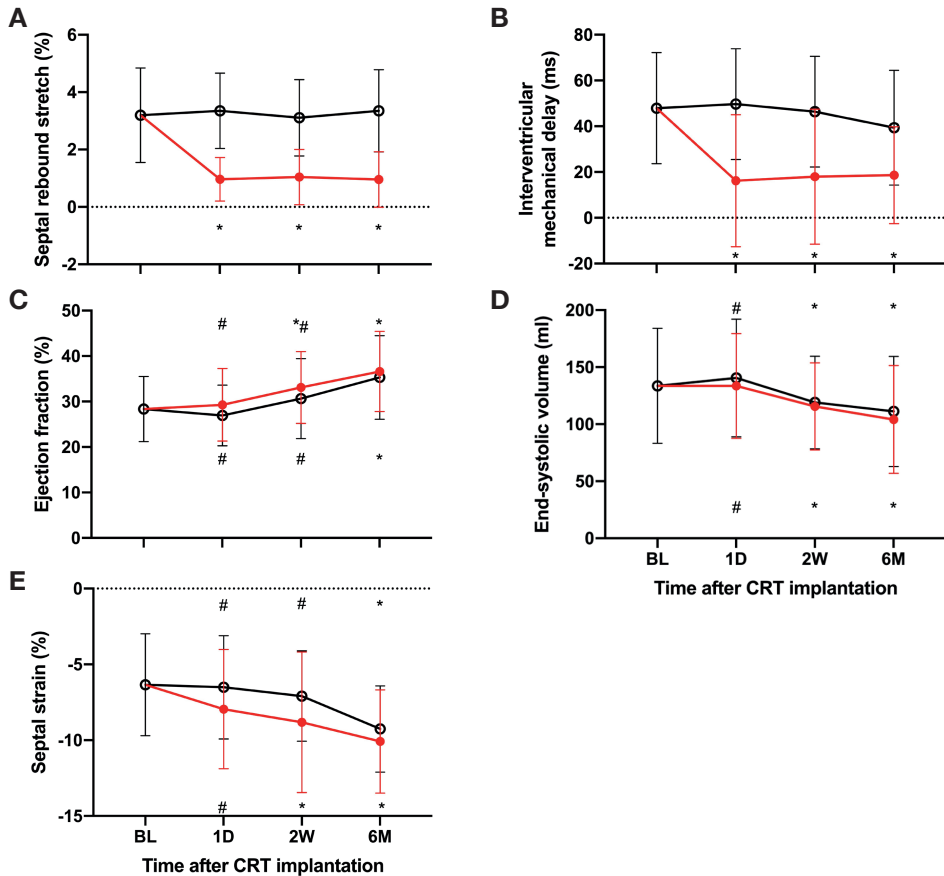 A
Septal rebound stretch (%)
6
4
2
0
-2
* * *
B
Interventricular
mechanical delay (ms)
80
60
40
20
0
-20
* * *
C
Ejection fraction (%)
50
40
30
20
10
0
# *# *
# # *
D
End-systolic volume (ml)
200
150
100
50
0
# * *
# * *
BL 1D 2W 6M
Time after CRT implantation
E
Septal strain (%)
0
-5
-10
-15
# # *
# * *
BL 1D 2W 6M
Time after CRT implantation